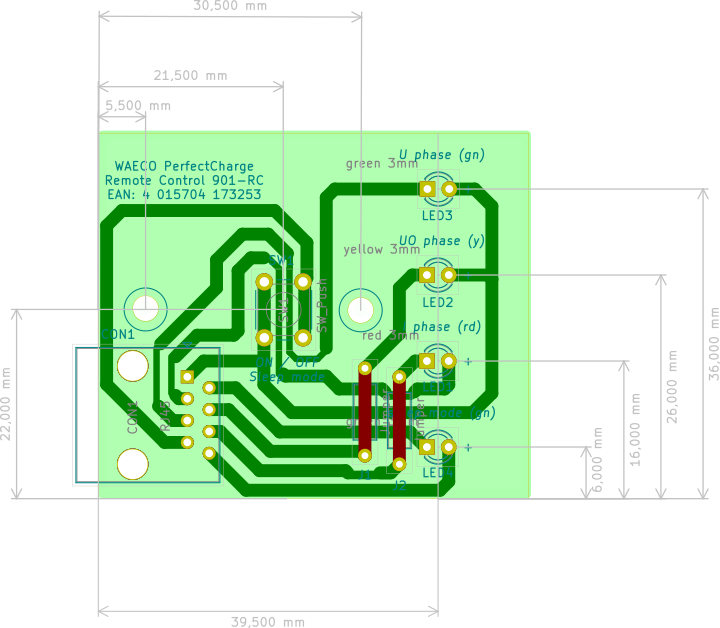 30,500 mm
21,500 mm
5,500 mm
WAECO PerfectCharge
Remote Control 901-RC
EAN: 4 015704 173253
U phase (gn)
green 3mm
LED3
UO phase (y)
yellow 3mm
LED2
SW1
SW1
SW_Push
phase (rd)
red 3mm
CON1
ON
OFF
Sleep mode
CON1
RJ45
Jumper
Jumper
mode (gn)
LED4
J1
J2
22,000 mm
6,000 mm
16,000 mm
26,000 mm
36,000 mm
39,500 mm